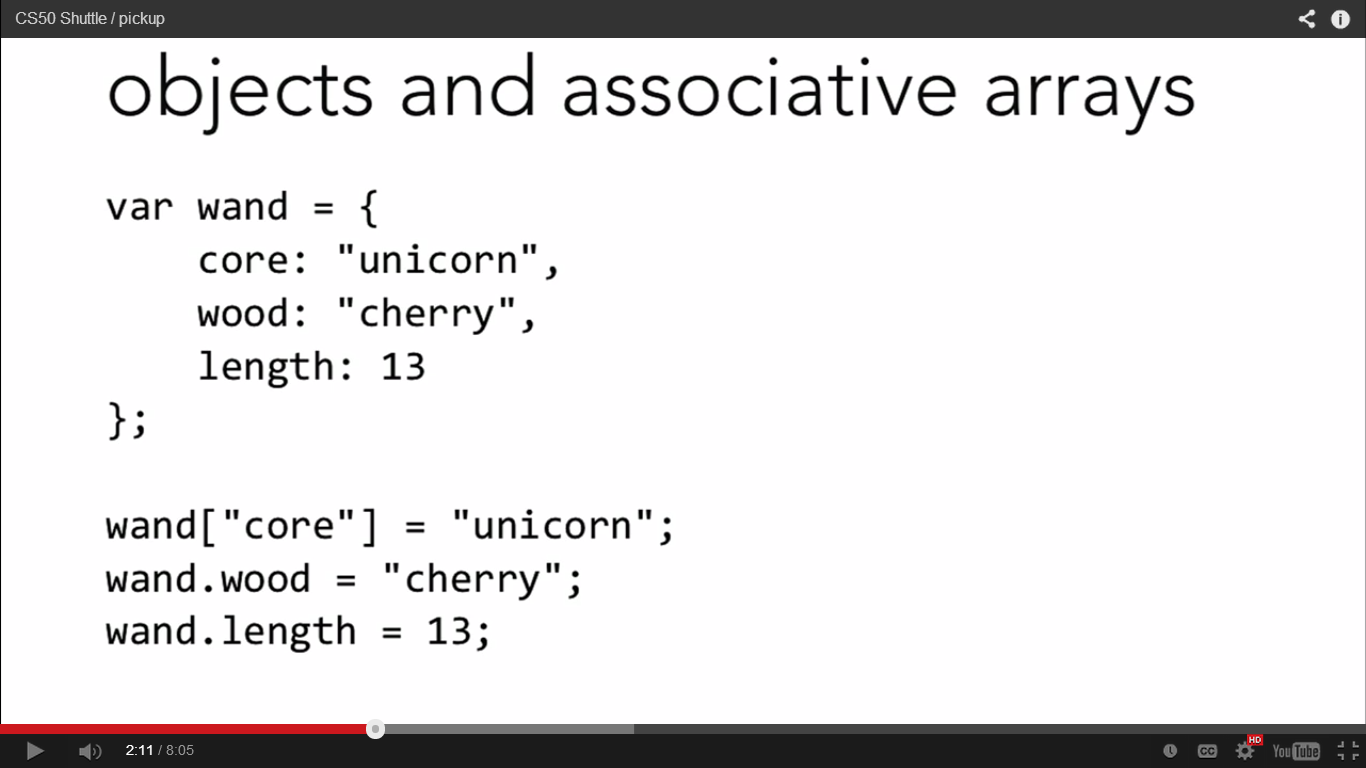 CS50 Shuttle / pickup
objects and associative arrays
var wand = {
core: "unicorn",
wood: "cherry",
length: 13
};
wand["core"] = "unicorn";
wand.wood = "cherry";
wand.length = 13;
2:11 / 8:05
CC
HD
YouTube